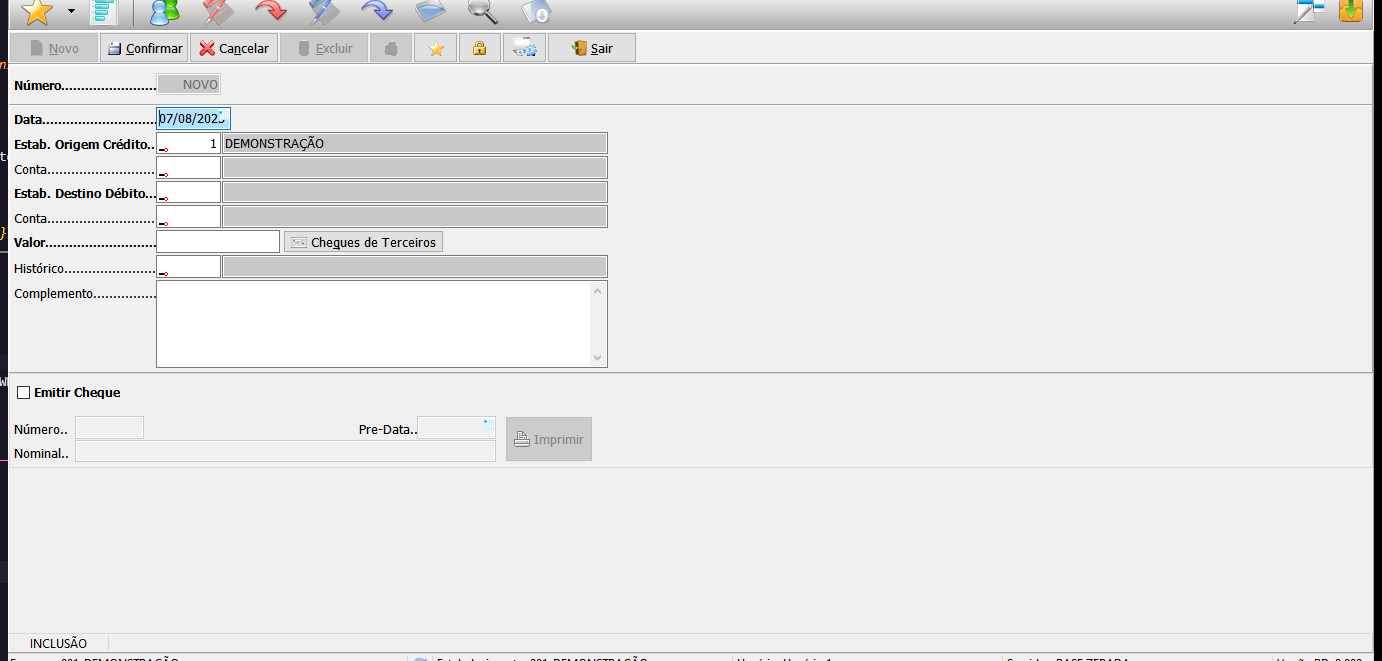 Novo Confirmar Cancelar Excluir Sair
Número........................ NOVO
Data............................ 07/08/202
Estab. Origem Crédito.. 1 DEMONSTRAÇÃO
Conta...........................
Estab. Destino Débito...
Conta...........................
Valor............................ Cheques de Terceiros
Histórico.......................
Complemento................
Emitir Cheque
Número.. Pre-Data..
Imprimir
Nominal..
INCLUSÃO